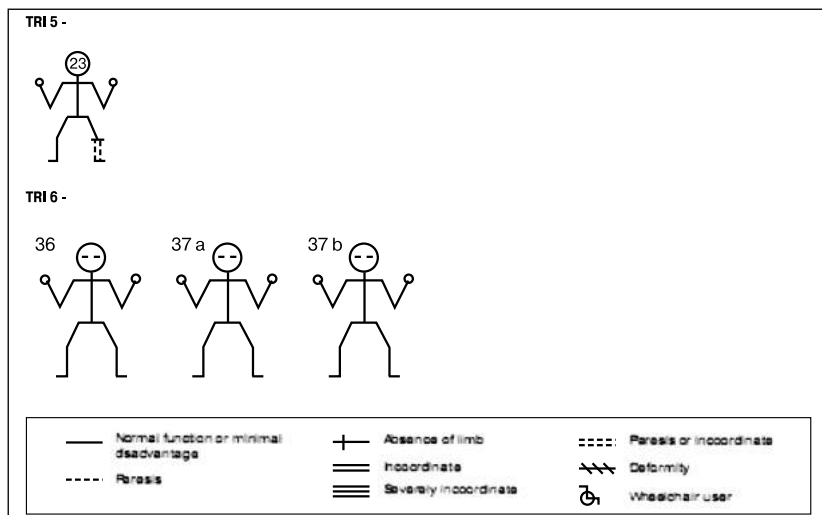 TRI 5 -
23
TRI 6 -
36
37 a
37 b
Normal function or minimal
disadvantage
Paresis
Absence of limb
Incoordinate
Severely incoordinate
Paresis or incoordinate
Deformity
Wheelchair user